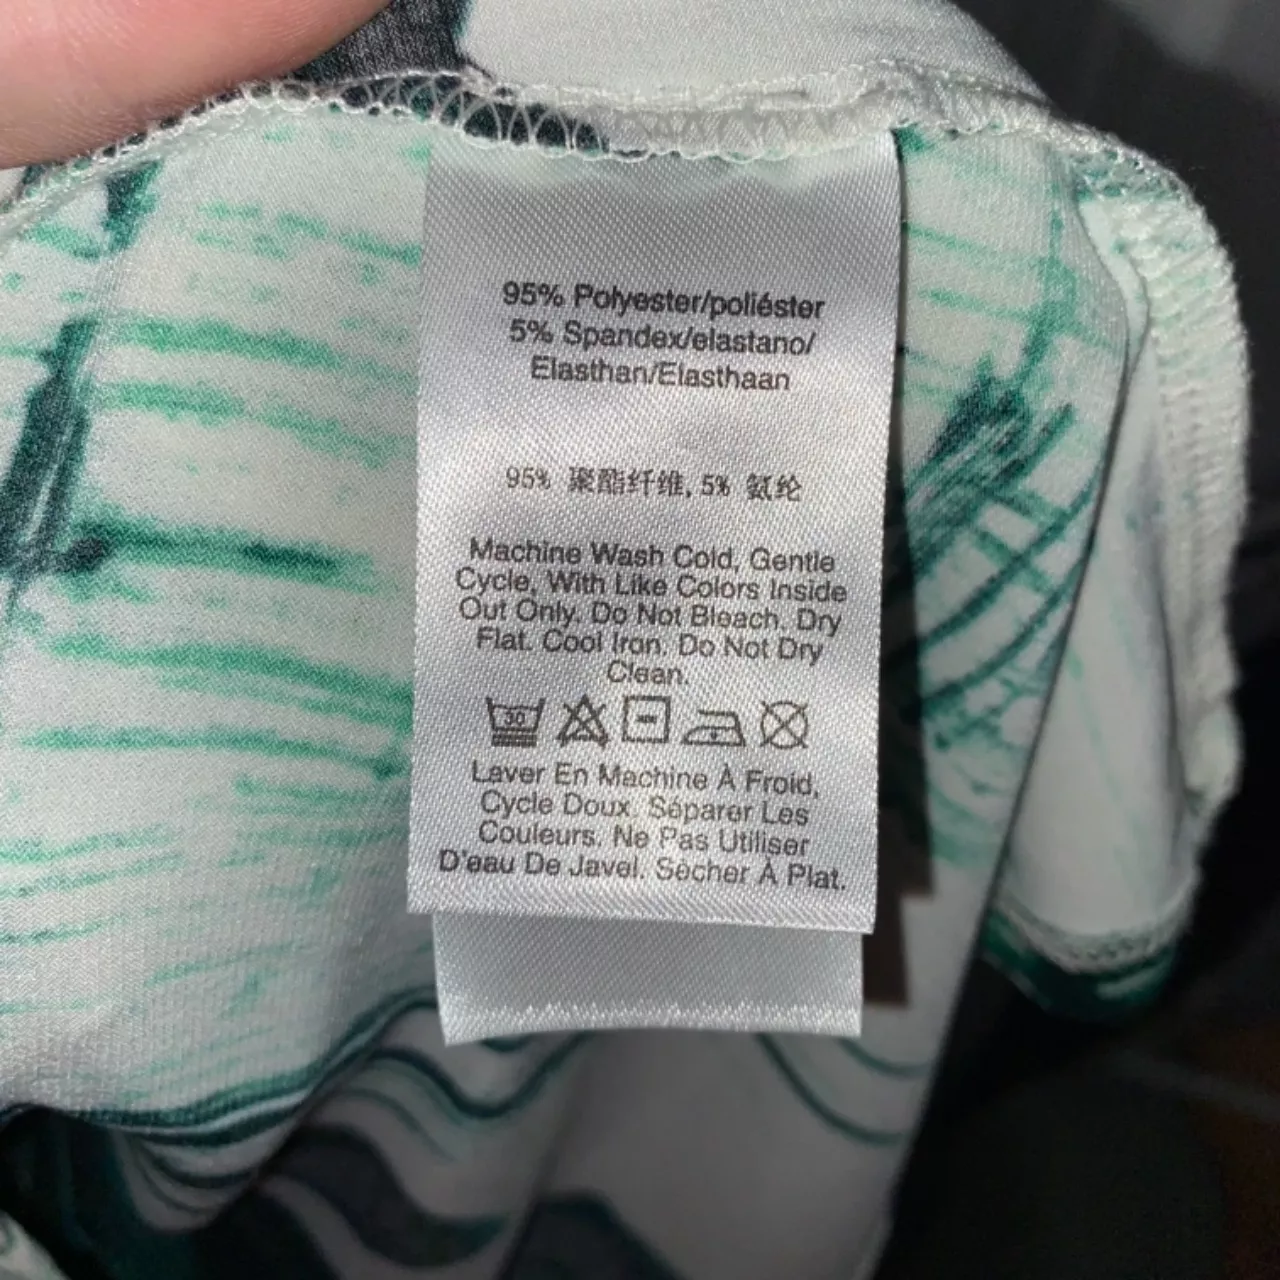 95% Polyester/poliéster
5% Spandex/elastano/
Elasthan/Elasthaan
95% 聚酯纤维, 5% 氨纶
Machine Wash Cold, Gentle
Cycle, With Like Colors Inside
Out Only. Do Not Bleach. Dry
Flat. Cool Iron. Do Not Dry
Clean.
30
Laver En Machine À Froid,
Cycle Doux. Séparer Les
Couleurs. Ne Pas Utiliser
D'eau De Javel. Sècher À Plat.